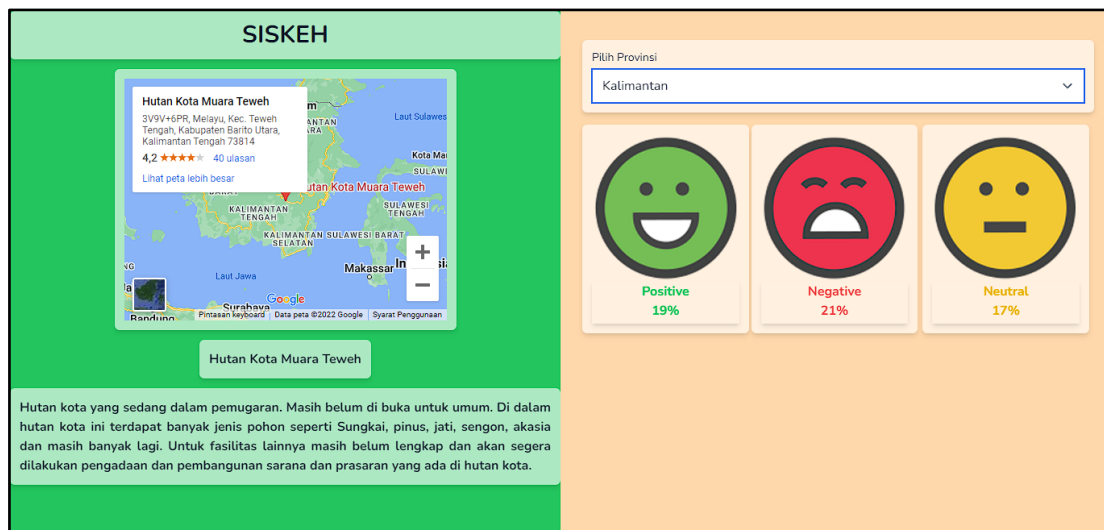 SISKEH
Hutan Kota Muara Teweh
3V9V+6PR, Melayu, Kec. Teweh
Tengah, Kabupaten Barito Utara,
Kalimantan Tengah 73814
4,2 40 ulasan
Lihat peta lebih besar
Laut Sulawes
Kota Ma
SULAWE
utan Kota Muara Teweh
KALIMANTAN
TENGAH
SULAWESI
TENGAH
KALIMANTAN
SELATAN
SULAWESI BARAT
Makassar
Laut Jawa
Google
Surabaya
Bandung
Pintasan keyboard
Data peta ©2022 Google
Syarat Penggunaan
Hutan Kota Muara Teweh
Hutan kota yang sedang dalam pemugaran. Masih belum di buka untuk umum. Di dalam
hutan kota ini terdapat banyak jenis pohon seperti Sungkai, pinus, jati, sengon, akasia
dan masih banyak lagi. Untuk fasilitas lainnya masih belum lengkap dan akan segera
dilakukan pengadaan dan pembangunan sarana dan prasaran yang ada di hutan kota.
Pilih Provinsi
Kalimantan
Positive
19%
Negative
21%
Neutral
17%